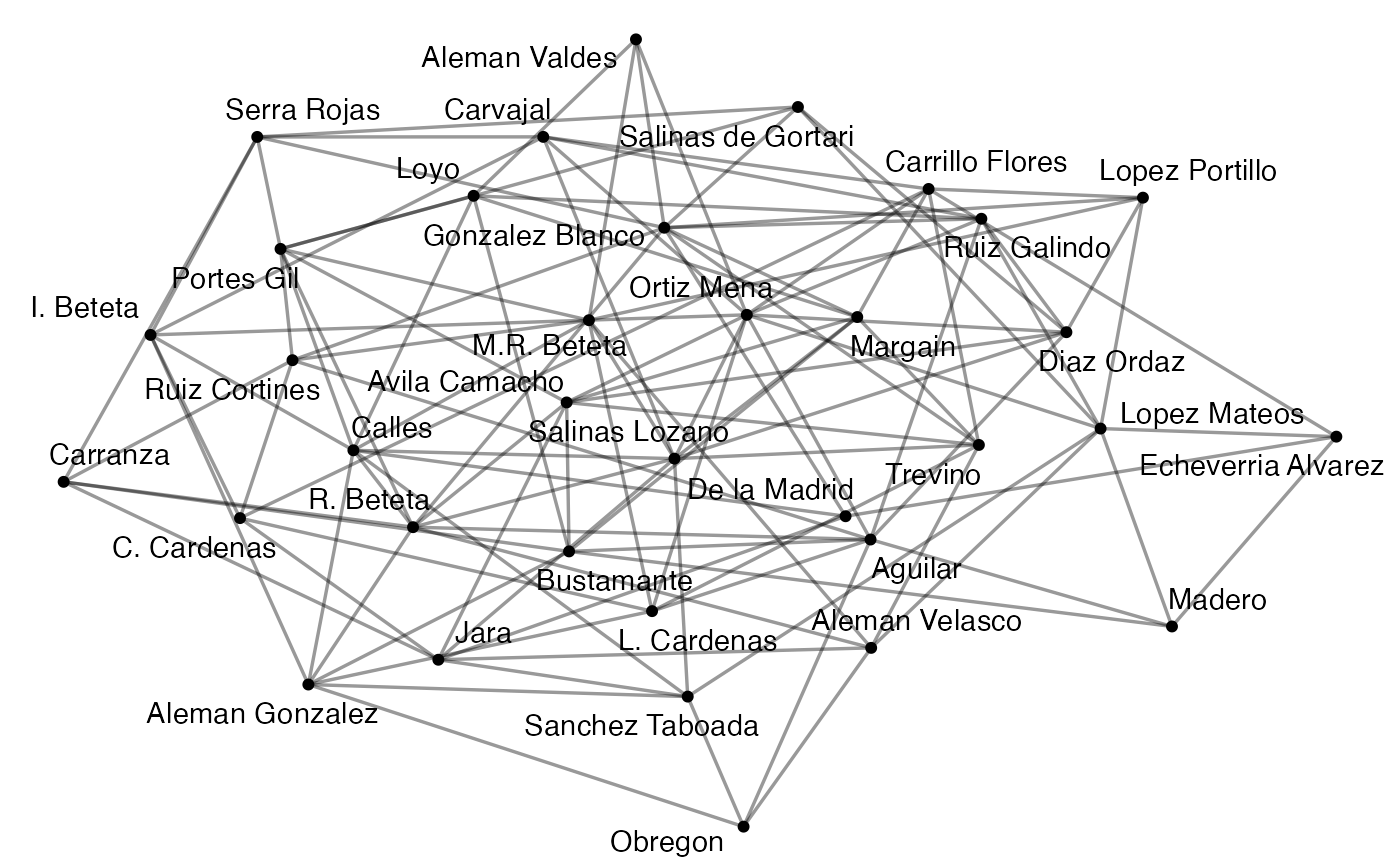 Aleman Valdes
Serra Rojas
Carvajal
Salinas de Gortari
Carrillo Flores
Lopez Portillo
Loyo
Gonzalez Blanco
Ruiz Galindo
Portes Gil
Ortiz Mena
I. Beteta
M.R. Beteta
Margain
Diaz Ordaz
Ruiz Cortines
Avila Camacho
Calles
Salinas Lozano
Lopez Mateos
Carranza
Echeverria Alvarez
Trevino
R. Beteta
De la Madrid
C. Cardenas
Aguilar
Bustamante
Madero
Jara
L. Cardenas
Aleman Velasco
Aleman Gonzalez
Sanchez Taboada
Obregon